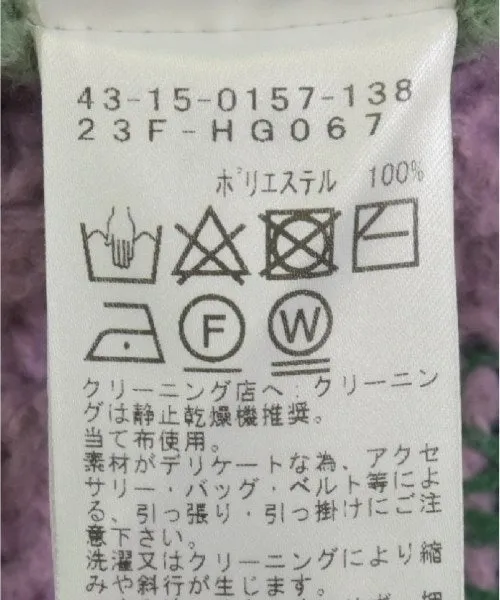 43-15-0157-138
23F-HG067
ポリエステル 100%
F W
クリーニング店へ:クリーニン
グは静止乾燥機推奨。
当て布使用。
素材がデリケートな為、アクセ
サリー・バッグ・ベルト等によ
る、引っ張り・引っ掛けにご注
意下さい。
洗濯又はクリーニングにより縮
みや斜行が生じます。